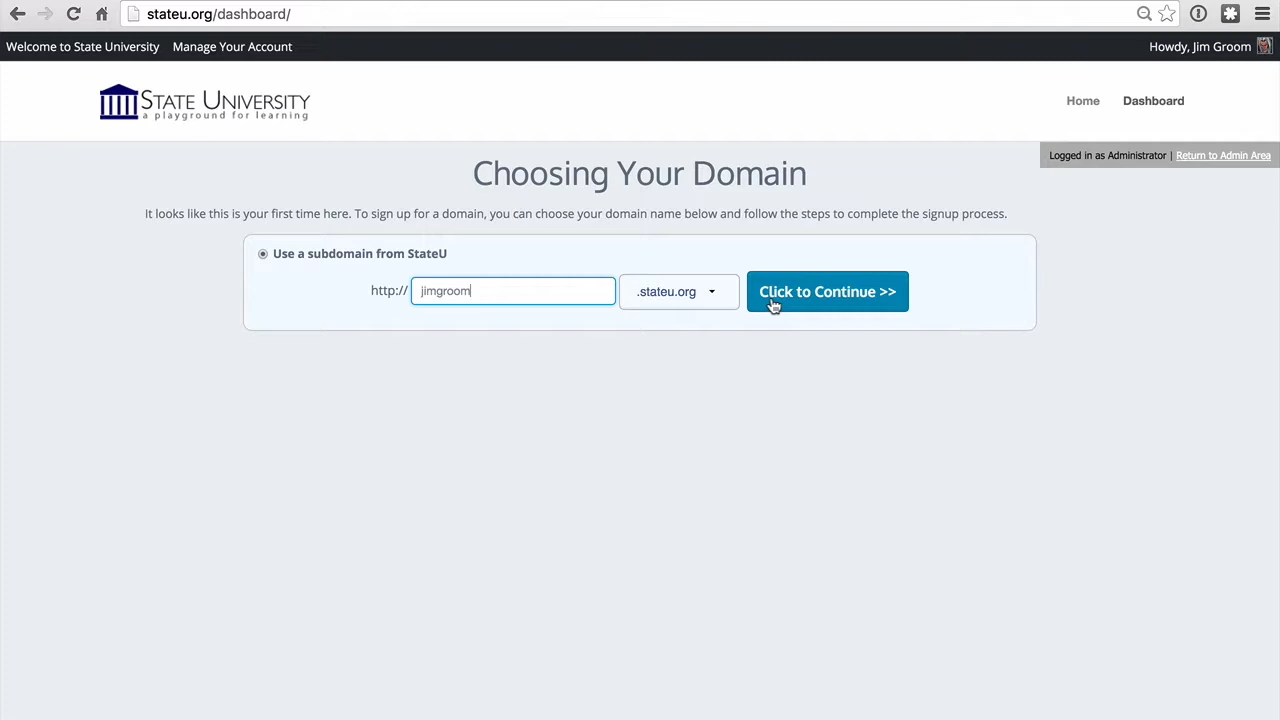 stateu.org/dashboard/
Welcome to State University Manage Your Account Howdy, Jim Groom
STATE UNIVERSITY
a playground for learning
Home Dashboard
Logged in as Administrator | Return to Admin Area
Choosing Your Domain
It looks like this is your first time here. To sign up for a domain, you can choose your domain name below and follow the steps to complete the signup process.
Use a subdomain from StateU
http:// jimgroom .stateu.org Click to Continue >>